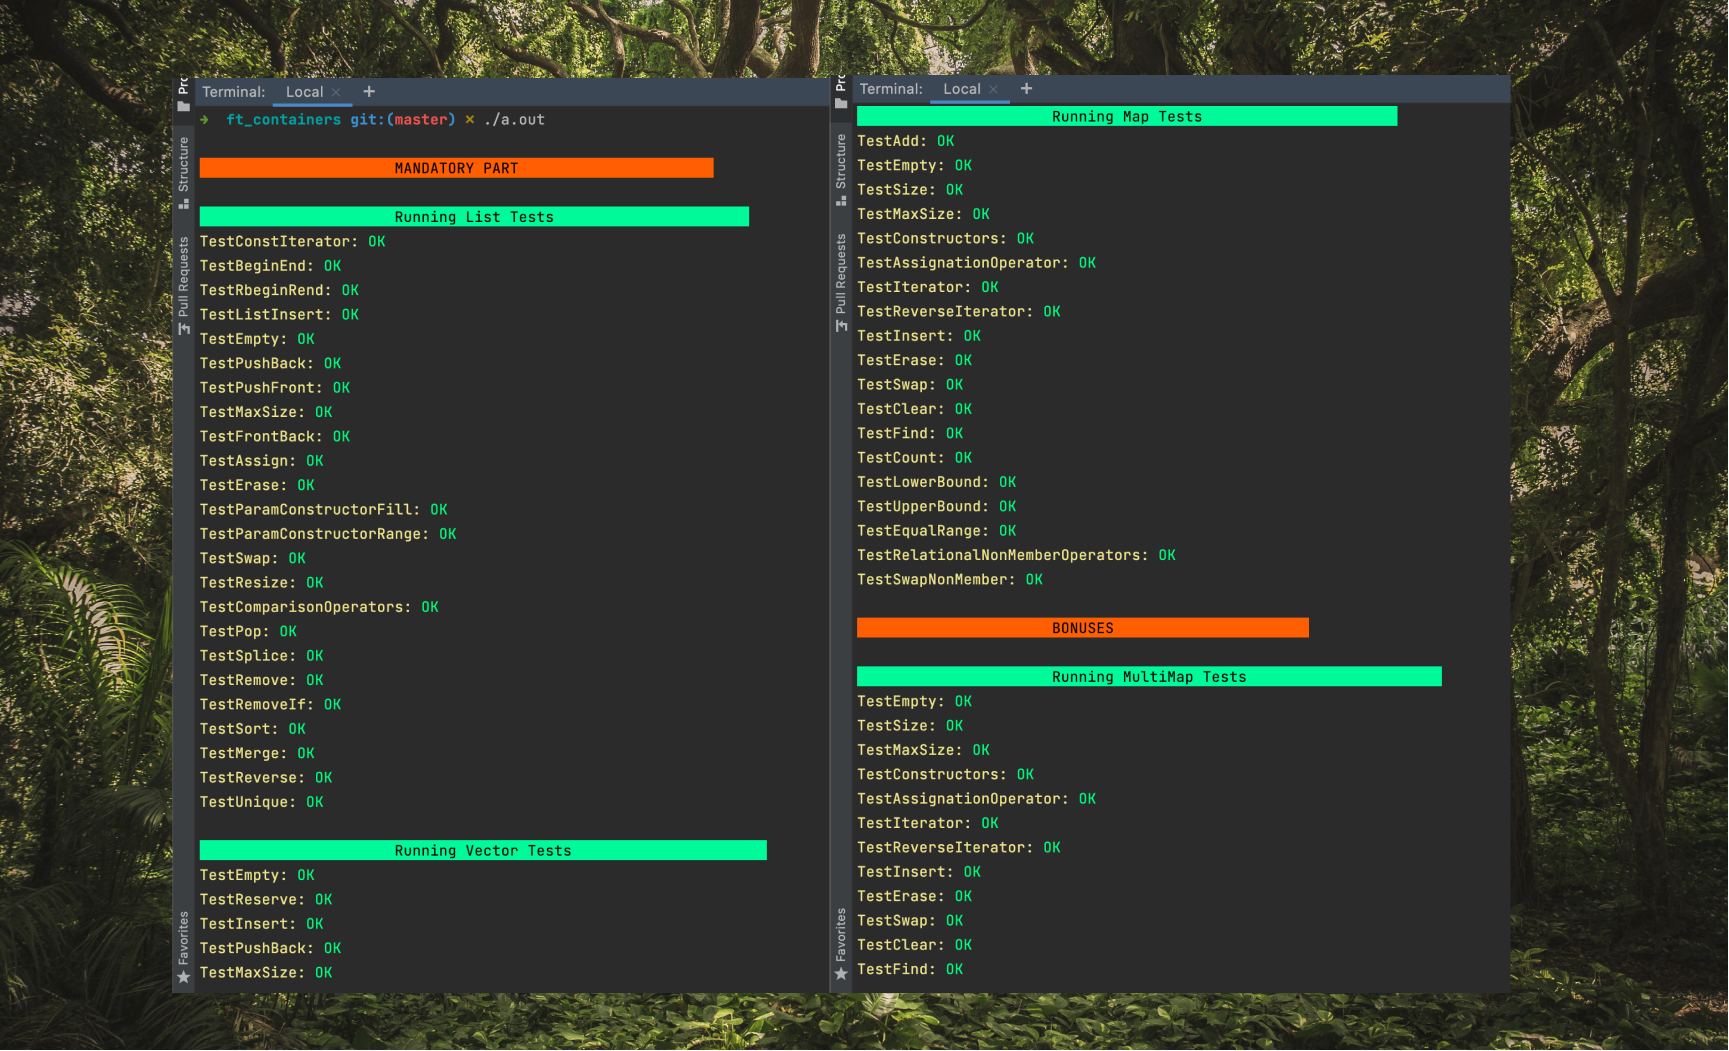 Terminal: Local × +
➜ ft_containers git:(master) × ./a.out
MANDATORY PART
Running List Tests
TestConstIterator: OK
TestBeginEnd: OK
TestRbeginRend: OK
TestListInsert: OK
TestEmpty: OK
TestPushBack: OK
TestPushFront: OK
TestMaxSize: OK
TestFrontBack: OK
TestAssign: OK
TestErase: OK
TestParamConstructorFill: OK
TestParamConstructorRange: OK
TestSwap: OK
TestResize: OK
TestComparisonOperators: OK
TestPop: OK
TestSplice: OK
TestRemove: OK
TestRemoveIf: OK
TestSort: OK
TestMerge: OK
TestReverse: OK
TestUnique: OK
Running Vector Tests
TestEmpty: OK
TestReserve: OK
TestInsert: OK
TestPushBack: OK
TestMaxSize: OK
Structure
Pull Requests
Favorites
Terminal: Local × +
Running Map Tests
TestAdd: OK
TestEmpty: OK
TestSize: OK
TestMaxSize: OK
TestConstructors: OK
TestAssignationOperator: OK
TestIterator: OK
TestReverseIterator: OK
TestInsert: OK
TestErase: OK
TestSwap: OK
TestClear: OK
TestFind: OK
TestCount: OK
TestLowerBound: OK
TestUpperBound: OK
TestEqualRange: OK
TestRelationalNonMemberOperators: OK
TestSwapNonMember: OK
BONUSES
Running MultiMap Tests
TestEmpty: OK
TestSize: OK
TestMaxSize: OK
TestConstructors: OK
TestAssignationOperator: OK
TestIterator: OK
TestReverseIterator: OK
TestInsert: OK
TestErase: OK
TestSwap: OK
TestClear: OK
TestFind: OK
Structure
Pull Requests
Favorites